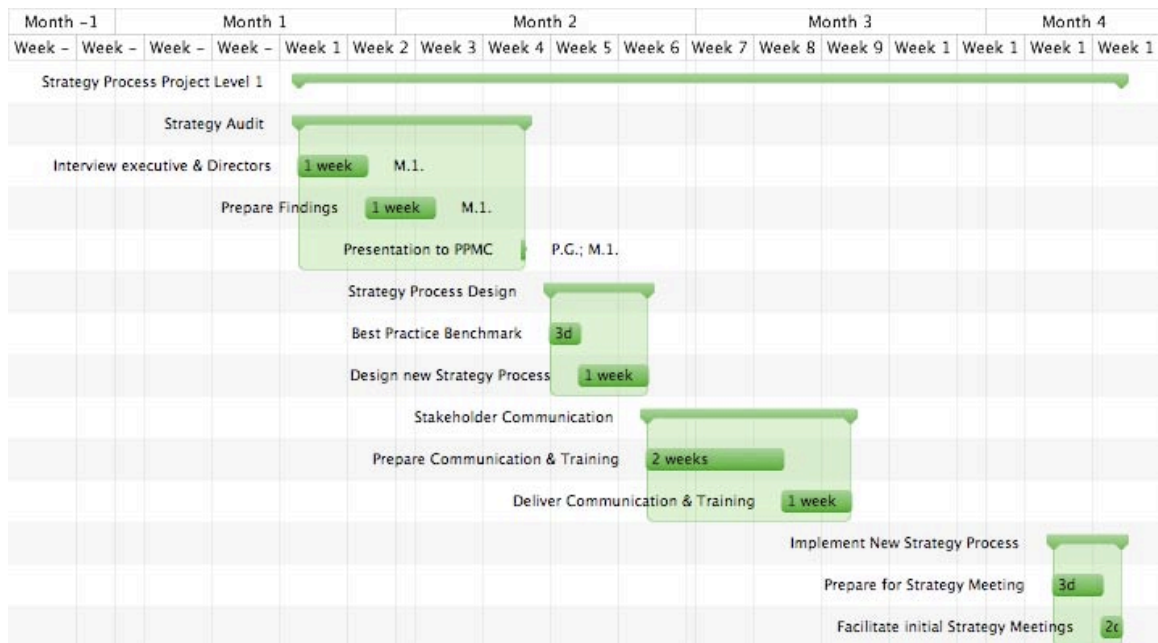 Month -1 Month 1 Month 2 Month 3 Month 4
Week - Week - Week - Week - Week 1 Week 2 Week 3 Week 4 Week 5 Week 6 Week 7 Week 8 Week 9 Week 1 Week 1 Week 1 Week 1
Strategy Process Project Level 1
Strategy Audit
Interview executive & Directors 1 week M.1.
Prepare Findings 1 week M.1.
Presentation to PPMC P.G.; M.1.
Strategy Process Design
Best Practice Benchmark 3d
Design new Strategy Process 1 week
Stakeholder Communication
Prepare Communication & Training 2 weeks
Deliver Communication & Training 1 week
Implement New Strategy Process
Prepare for Strategy Meeting 3d
Facilitate initial Strategy Meetings